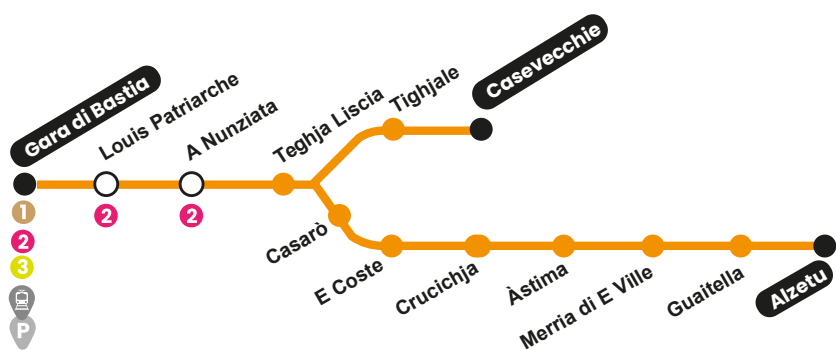 Gara di Bastia
Louis Patriarche
A Nunziata
Teghja Liscia
Tighjale
Casevecchie
1
2
3
P
2
2
Casarò
E Coste
Crucichja
Àstima
Merria di E Ville
Guaitella
Alzetu